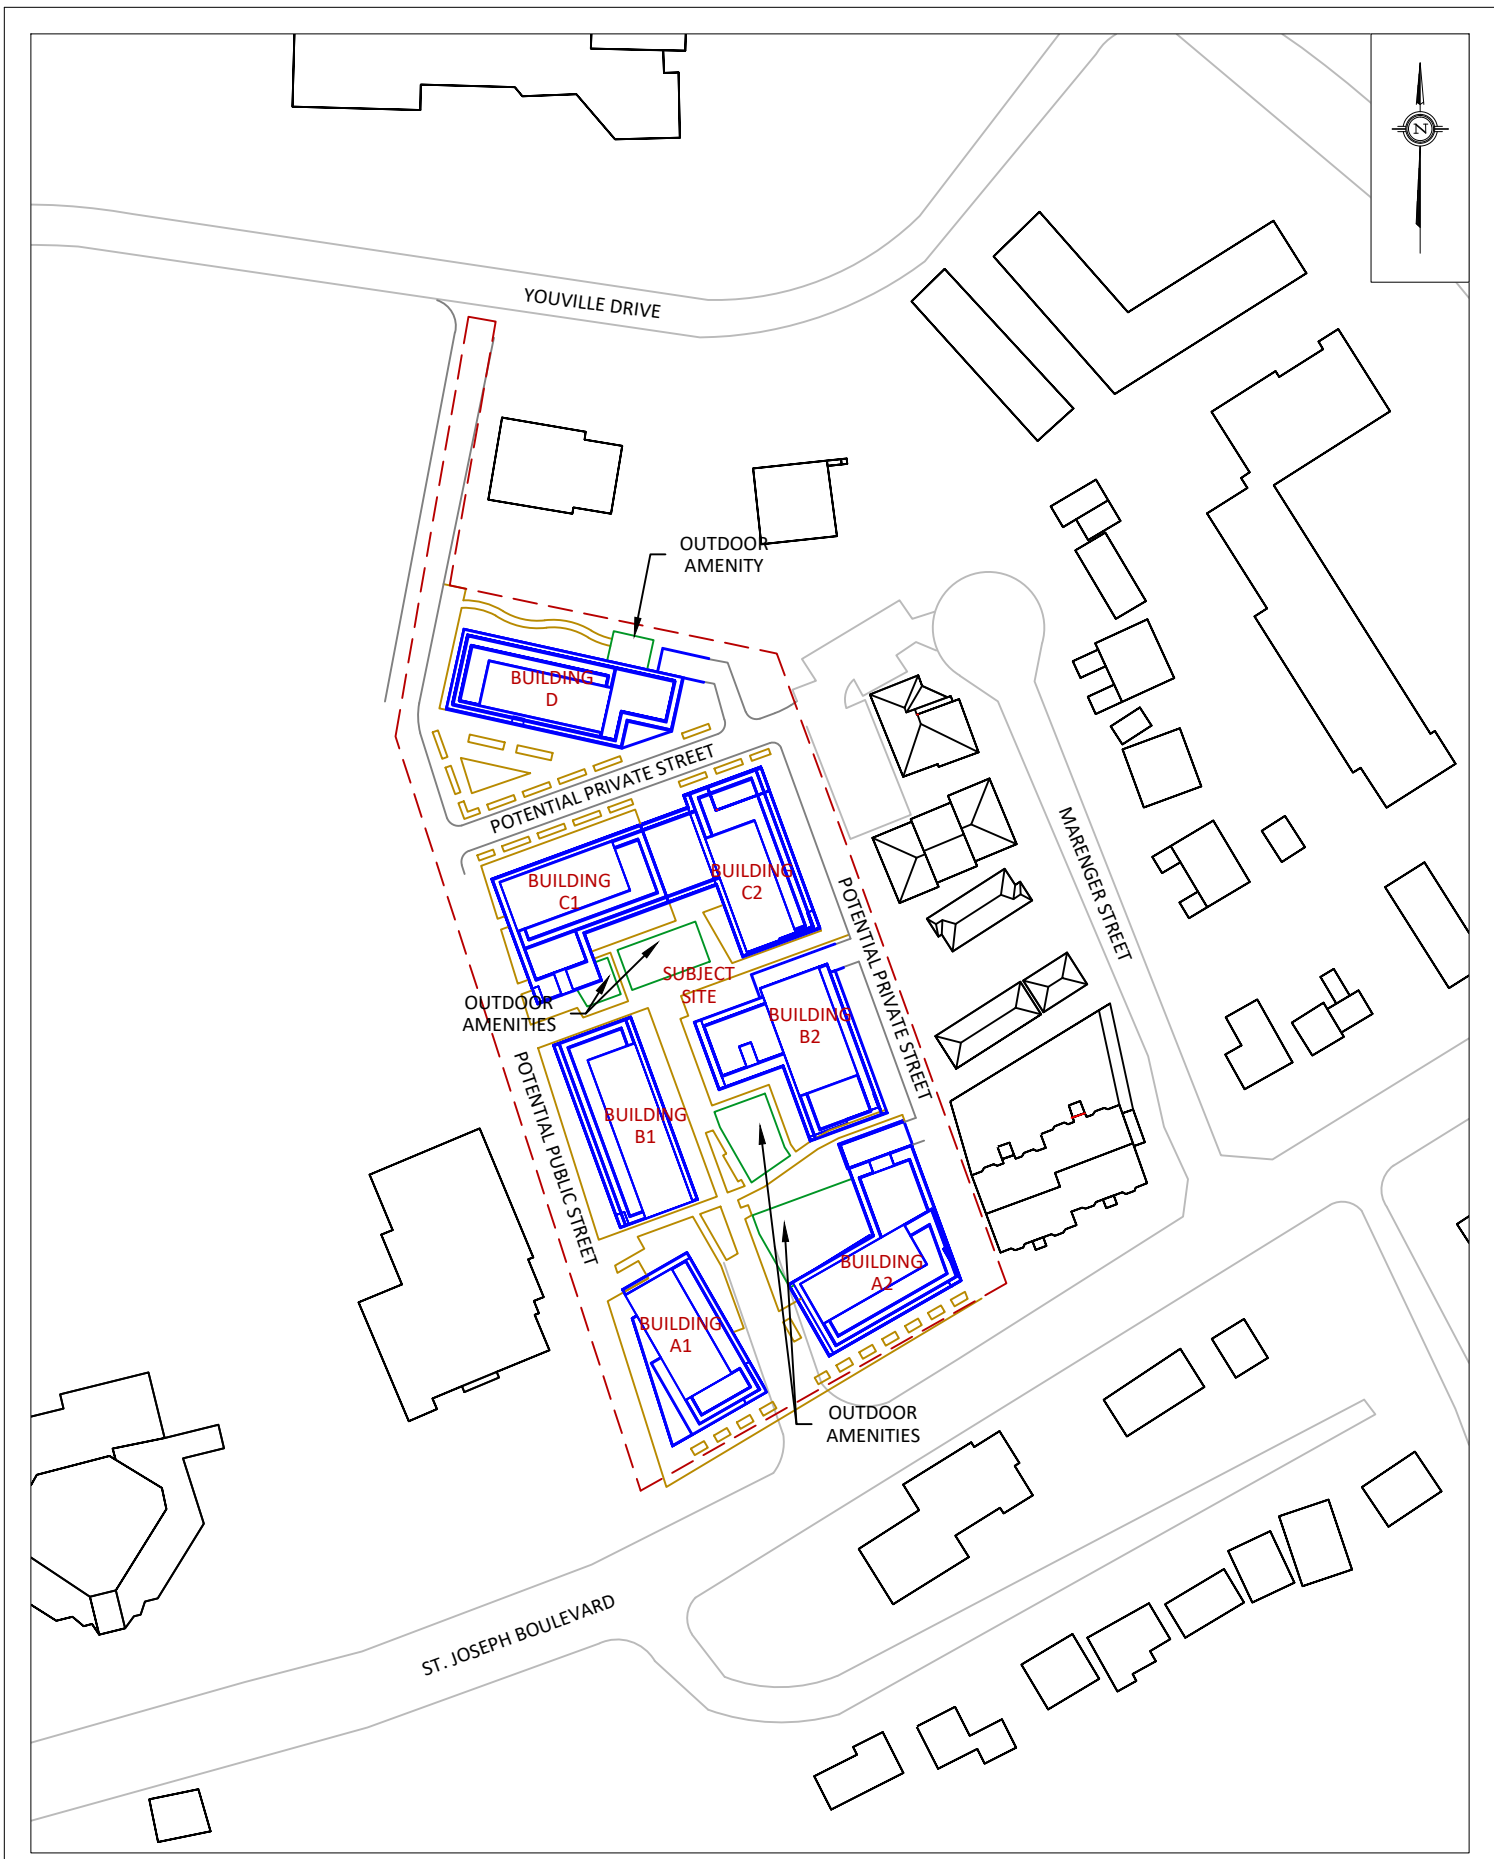 N
YOUVILLE DRIVE
OUTDOOR
AMENITY
BUILDING
D
POTENTIAL PRIVATE STREET
BUILDING
C1
BUILDING
C2
MARENGER STREET
POTENTIAL PRIVATE STREET
SUBJECT
SITE
OUTDOOR
AMENITIES
BUILDING
B2
POTENTIAL PUBLIC STREET
BUILDING
B1
BUILDING
A2
BUILDING
A1
OUTDOOR
AMENITIES
ST. JOSEPH BOULEVARD